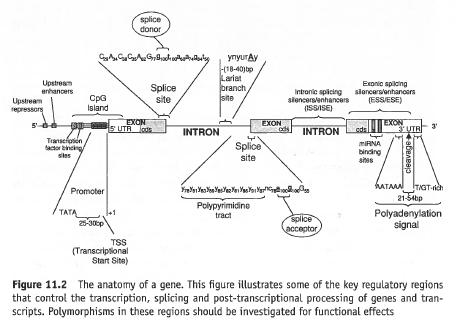 splice
donor
ynyurAy
(18-40)bp
Lariat
branch
site
Intronic splicing
silencers/enhancers
(ISS/ISE)
Exonic splicing
silencers/enhancers
(ESS/ESE)
Upstream
enhancers
Upstream
repressors
CpG
Island
Splice
site
5'
EXON
5' UTR
cds
INTRON
EXON
cds
INTRON
EXON
cds
3' UTR
3'
Transcription
factor binding
sites
Splice
site
miRNA
binding
sites
cleavage
Promoter
Polypyrimidine
tract
AATAAA
T/GT-rich
21-54bp
Polyadenylation
signal
TATA
+1
25-30bp
TSS
(Transcriptional
Start Site)
splice
acceptor
Figure 11.2 The anatomy of a gene. This figure illustrates some of the key regulatory regions
that control the transcription, splicing and post-transcriptional processing of genes and tran-
scripts. Polymorphisms in these regions should be investigated for functional effects